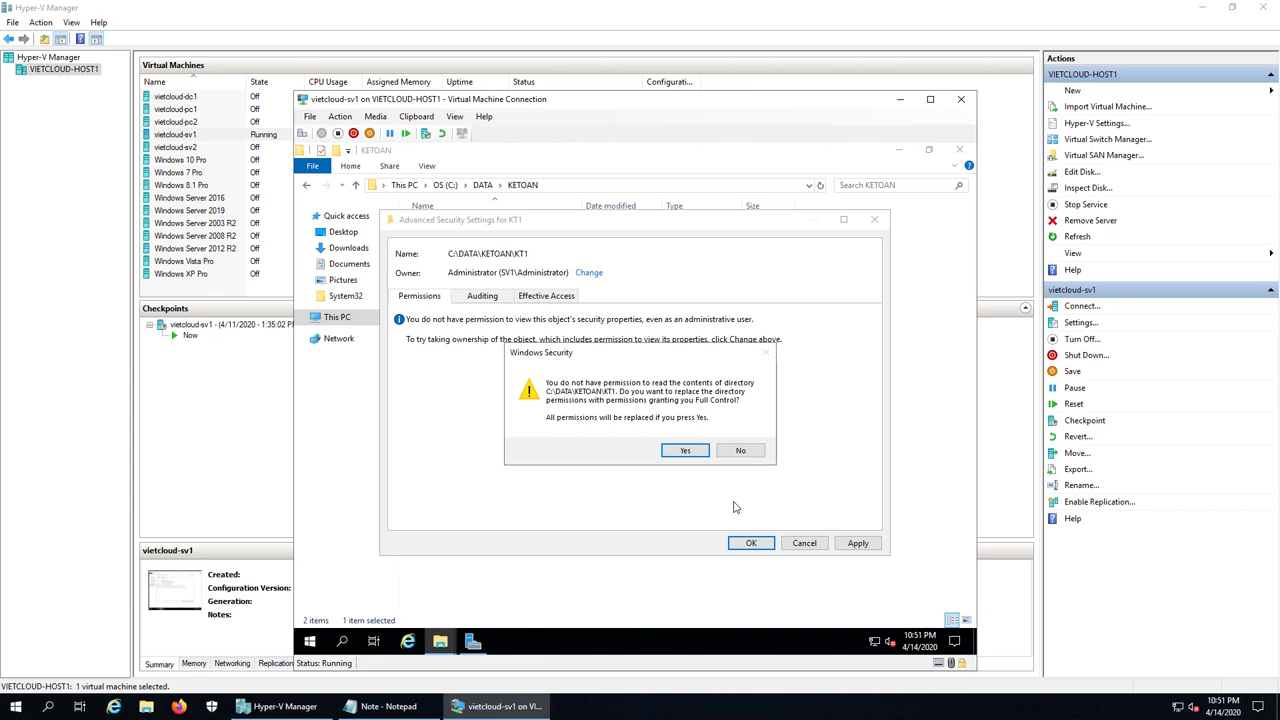 Hyper-V Manager
File Action View Help
Hyper-V Manager
VIETCLOUD-HOST1
Virtual Machines
Name State CPU Usage Assigned Memory Uptime Status Configurati...
vietcloud-dc1 Off
vietcloud-pc1 Off
vietcloud-pc2 Off
vietcloud-sv1 Running
vietcloud-sv2 Off
Windows 10 Pro Off
Windows 7 Pro Off
Windows 8.1 Pro Off
Windows Server 2016 Off
Windows Server 2019 Off
Windows Server 2003 R2 Off
Windows Server 2008 R2 Off
Windows Server 2012 R2 Off
Windows Vista Pro Off
Windows XP Pro Off
Checkpoints
vietcloud-sv1 - (4/11/2020 - 1:35:02 P
Now
vietcloud-sv1
Created:
Configuration Version:
Generation:
Notes:
Summary Memory Networking Replication
vietcloud-sv1 on VIETCLOUD-HOST1 - Virtual Machine Connection
File Action Media Clipboard View Help
KETOAN
File Home Share View
This PC OS (C:) DATA KETOAN Search KETOAN
Name Date modified Type Size
Quick access
Desktop
Downloads
Documents
Pictures
System32
This PC
Network
Advanced Security Settings for KT1
Name: C:\DATA\KETOAN\KT1
Owner: Administrator (SV1\Administrator) Change
Permissions Auditing Effective Access
You do not have permission to view this object's security properties, even as an administrative user.
To try taking ownership of the object, which includes permission to view its properties, click Change above.
Windows Security
You do not have permission to read the contents of directory
C:\DATA\KETOAN\KT1. Do you want to replace the directory
permissions with permissions granting you Full Control?
All permissions will be replaced if you press Yes.
Yes No
OK Cancel Apply
2 items 1 item selected
10:51 PM
4/14/2020
Status: Running
Actions
VIETCLOUD-HOST1
New
Import Virtual Machine...
Hyper-V Settings...
Virtual Switch Manager...
Virtual SAN Manager...
Edit Disk...
Inspect Disk...
Stop Service
Remove Server
Refresh
View
Help
vietcloud-sv1
Connect...
Settings...
Turn Off...
Shut Down...
Save
Pause
Reset
Checkpoint
Revert...
Move...
Export...
Rename...
Enable Replication...
Help
VIETCLOUD-HOST1: 1 virtual machine selected.
Hyper-V Manager Note - Notepad vietcloud-sv1 on VI...
10:51 PM
4/14/2020